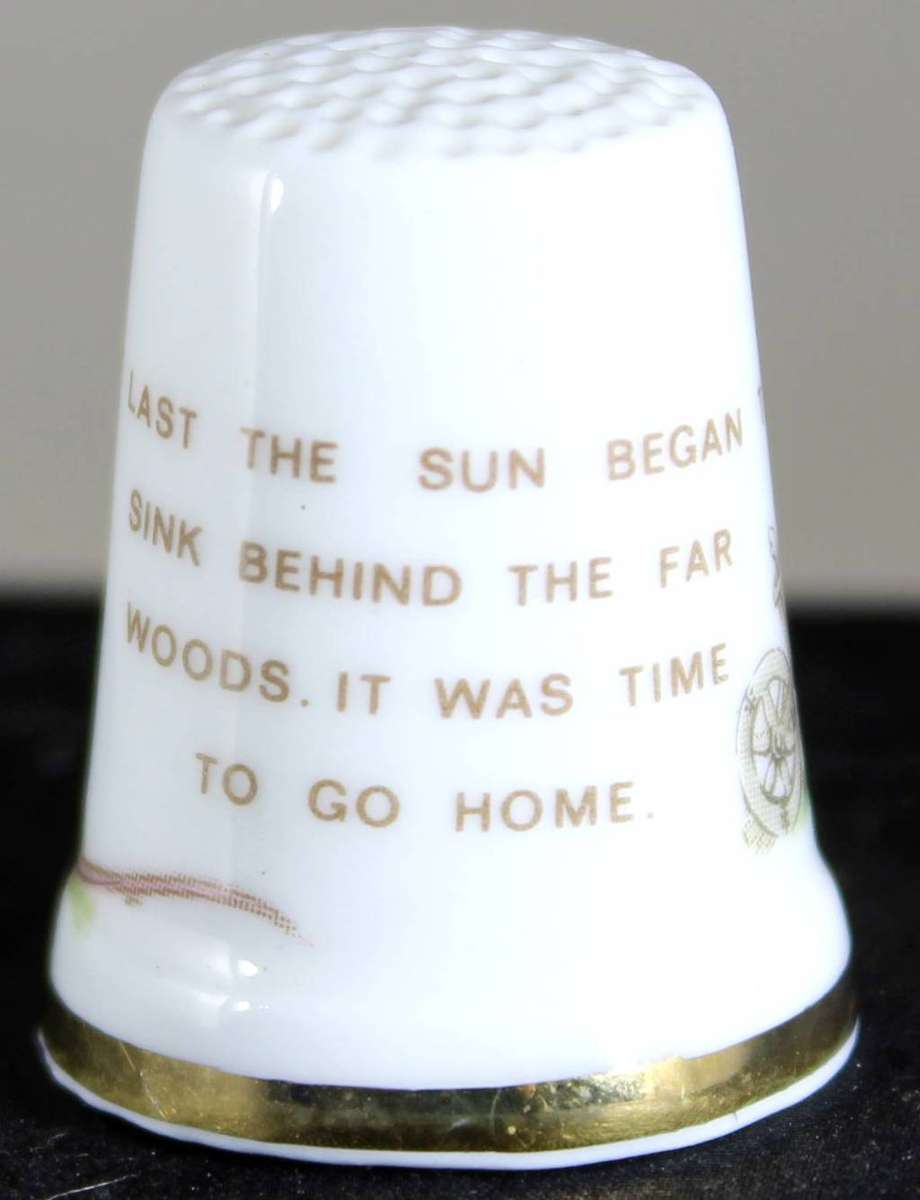 LAST THE SUN BEGAN
SINK BEHIND THE FAR
WOODS. IT WAS TIME
TO GO HOME.